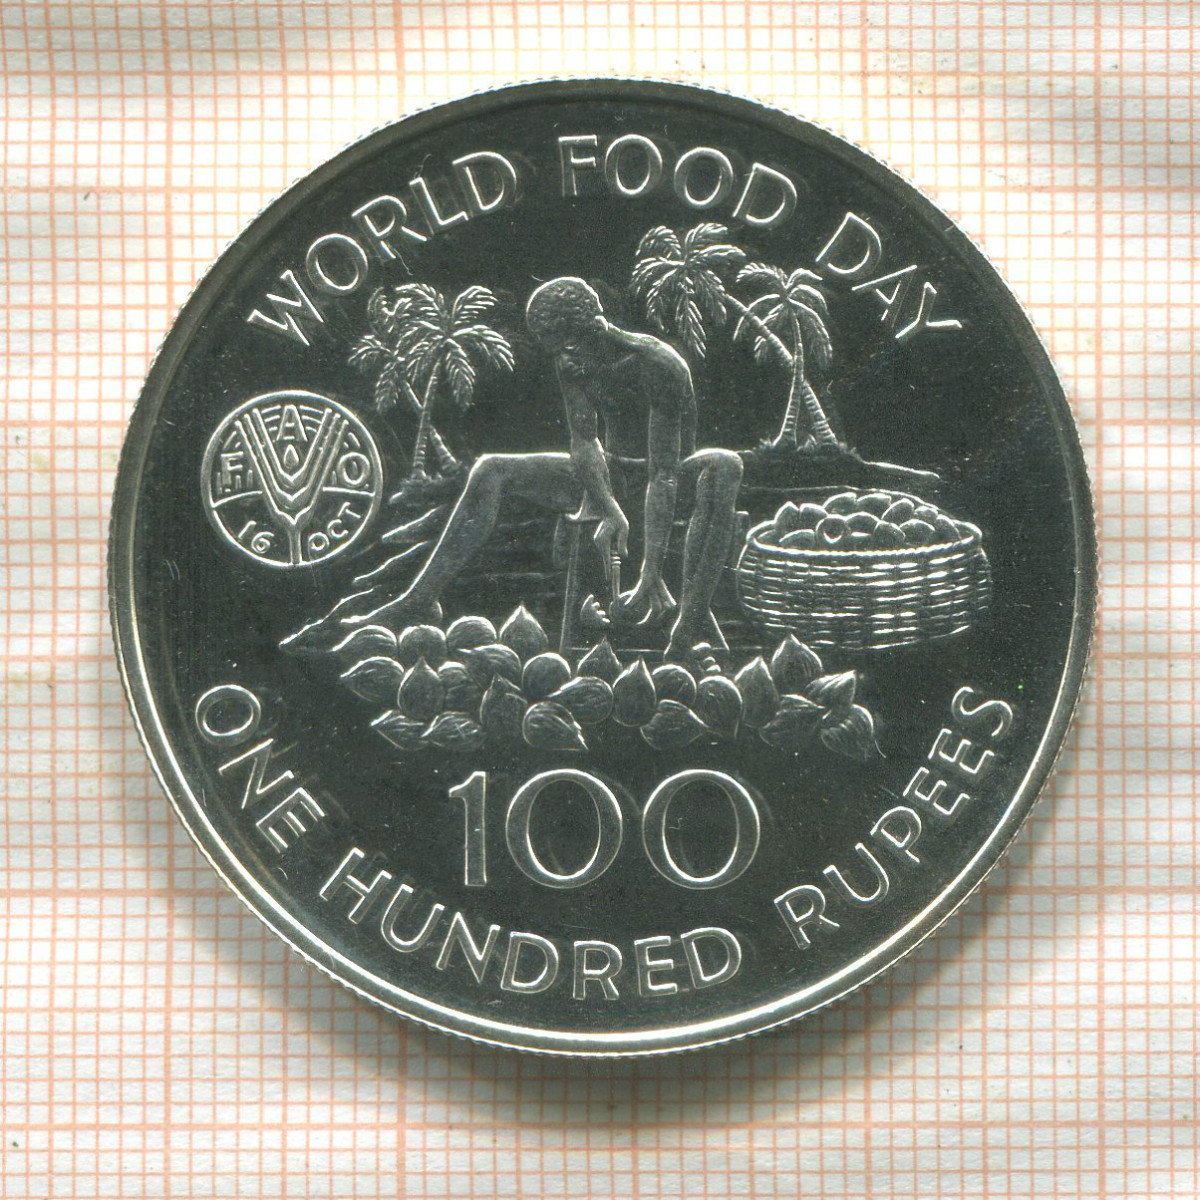 WORLD FOOD DAY
F A O
16 OCT
100
ONE HUNDRED RUPEES